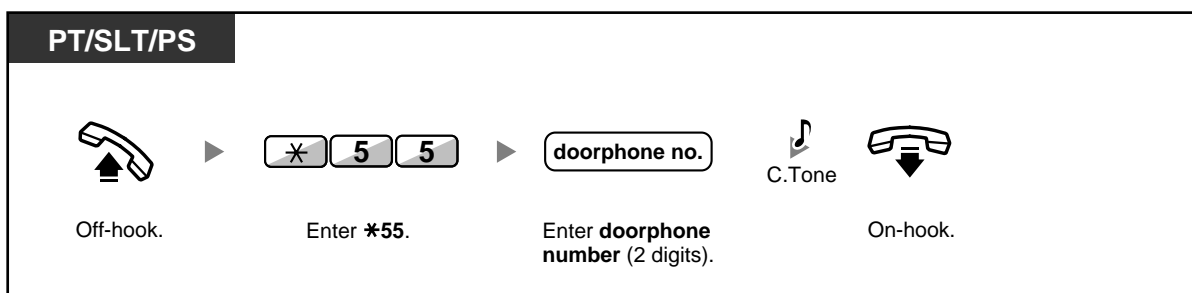 PT/SLT/PS
✳ 5 5
doorphone no.
C.Tone
Off-hook.
Enter ✳55.
Enter doorphone
number (2 digits).
On-hook.